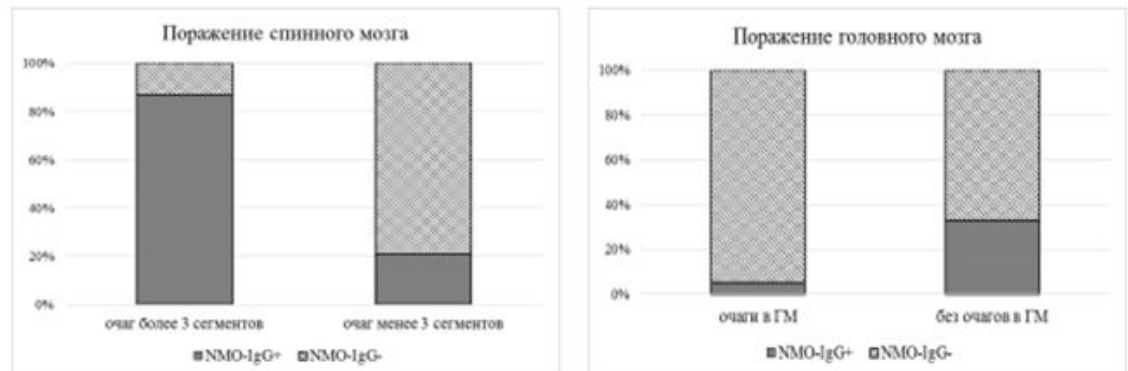 Поражение спинного мозга
100%
80%
60%
40%
20%
0%
очаг более 3 сегментов
очаг менее 3 сегментов
NMO-IgG+
NMO-IgG-
Поражение головного мозга
100%
80%
60%
40%
20%
0%
очаги в ГМ
без очагов в ГМ
NMO-IgG+
NMO-IgG-